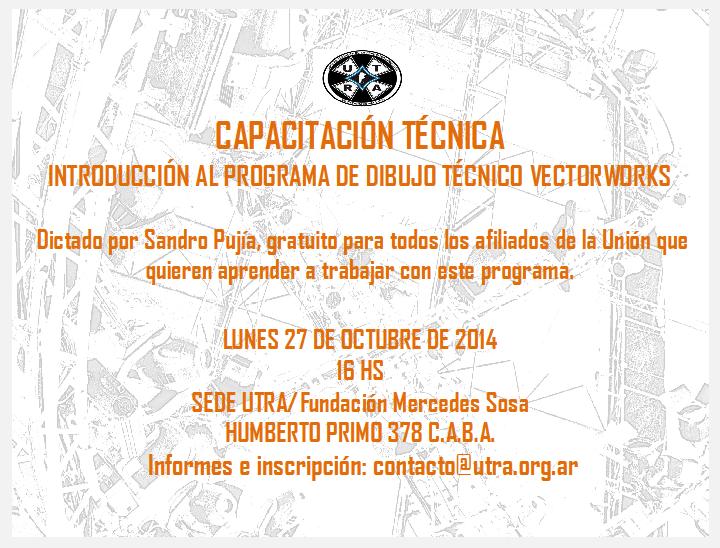 U T
R A
CAPACITACIÓN TÉCNICA
INTRODUCCIÓN AL PROGRAMA DE DIBUJO TÉCNICO VECTORWORKS
Dictado por Sandro Pujía, gratuito para todos los afiliados de la Unión que
quieren aprender a trabajar con este programa.
LUNES 27 DE OCTUBRE DE 2014
16 HS
SEDE UTRA/Fundación Mercedes Sosa
HUMBERTO PRIMO 378 C.A.B.A.
Informes e inscripción: contacto@utra.org.ar